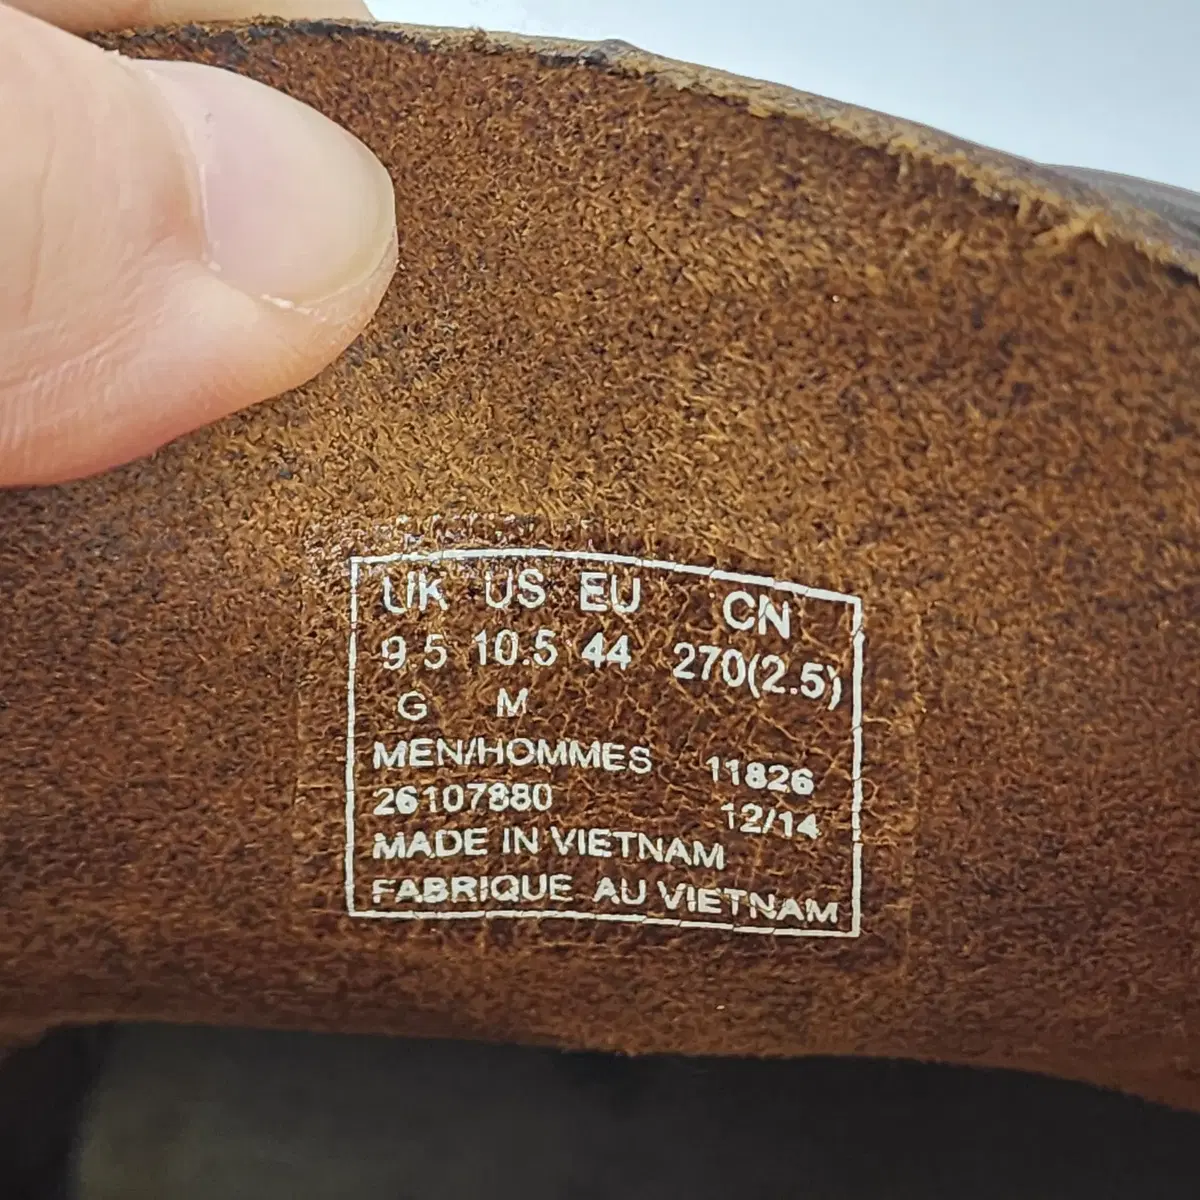 UK US EU CN
9.5 10.5 44 270(2.5)
G M
MEN/HOMMES 11826
26107880 12/14
MADE IN VIETNAM
FABRIQUE AU VIETNAM